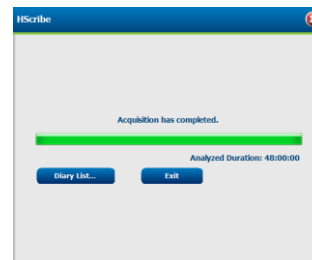 HScribe
Acquisition has completed.
Analyzed Duration: 48:00:00
Diary List...
Exit